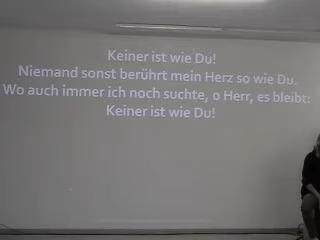 Keiner ist wie Du!
Niemand sonst berührt mein Herz so wie Du.
Wo auch immer ich noch suchte, o Herr, es bleibt:
Keiner ist wie Du!